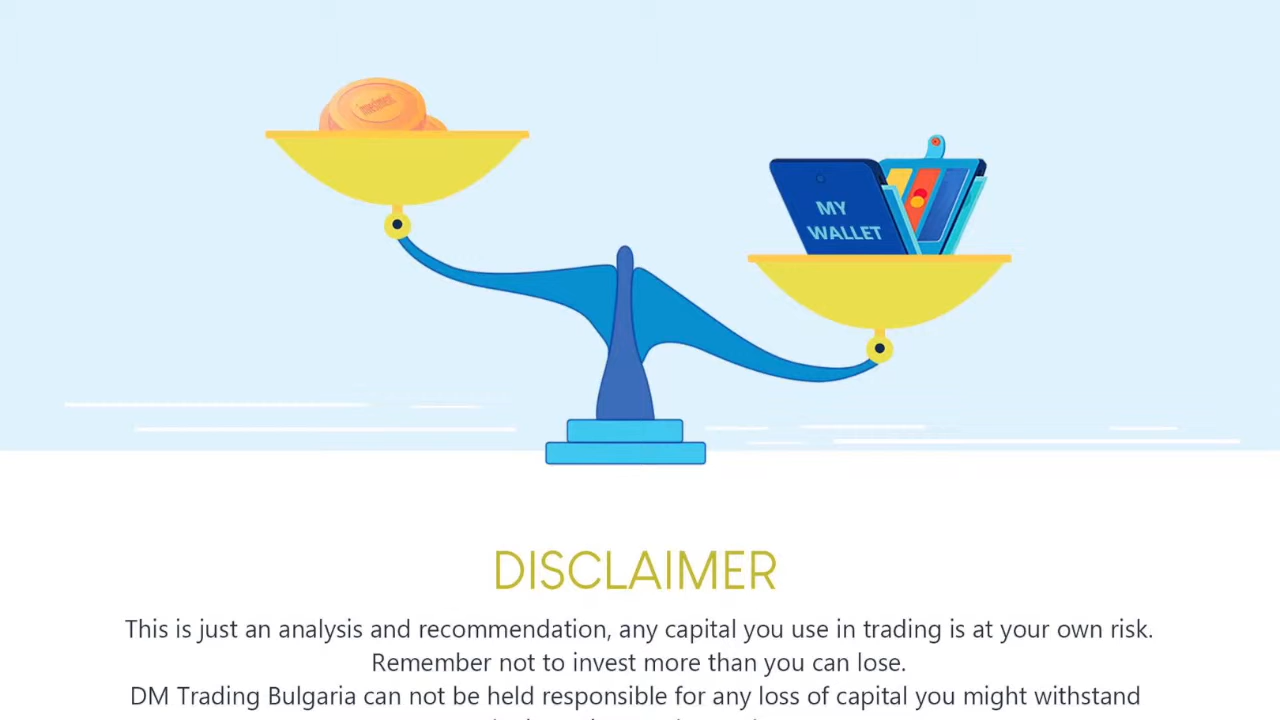 investment
MY
WALLET
DISCLAIMER
This is just an analysis and recommendation, any capital you use in trading is at your own risk.
Remember not to invest more than you can lose.
DM Trading Bulgaria can not be held responsible for any loss of capital you might withstand